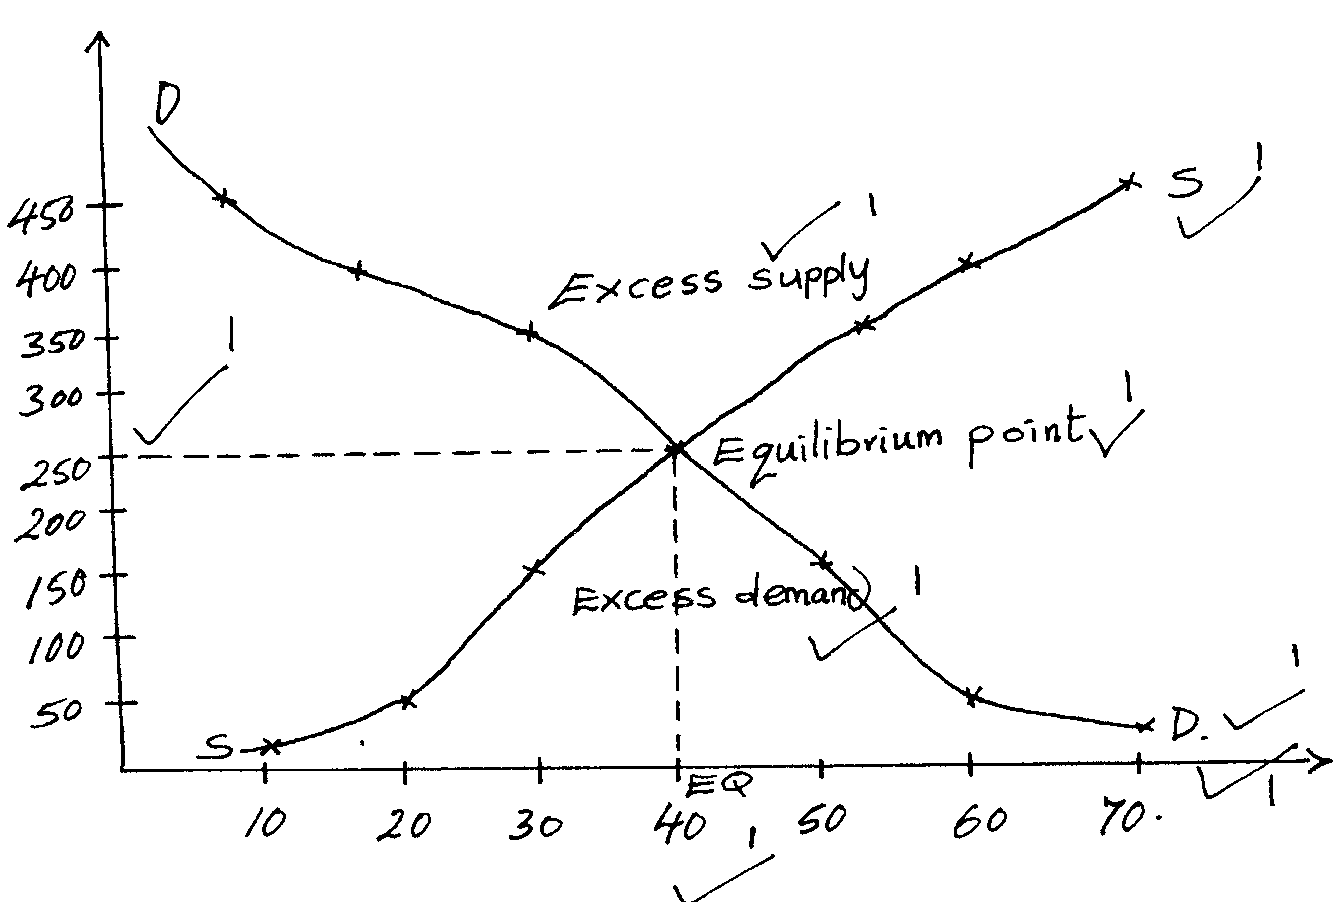 D
450
S
1
1
Excess supply
400
350
1
300
1
Equilibrium point
250
200
150
Excess demand
1
100
1
50
S
D.
EQ
1
10 20 30 40 50 60 70.
1